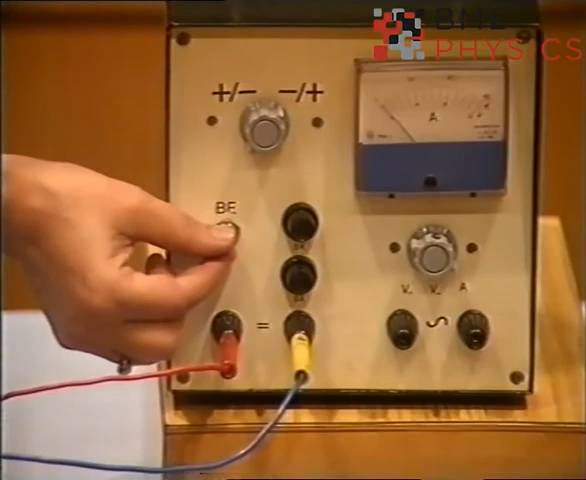 BME
PHYSICS
+/− −/+
A
BE
V. V. A
=